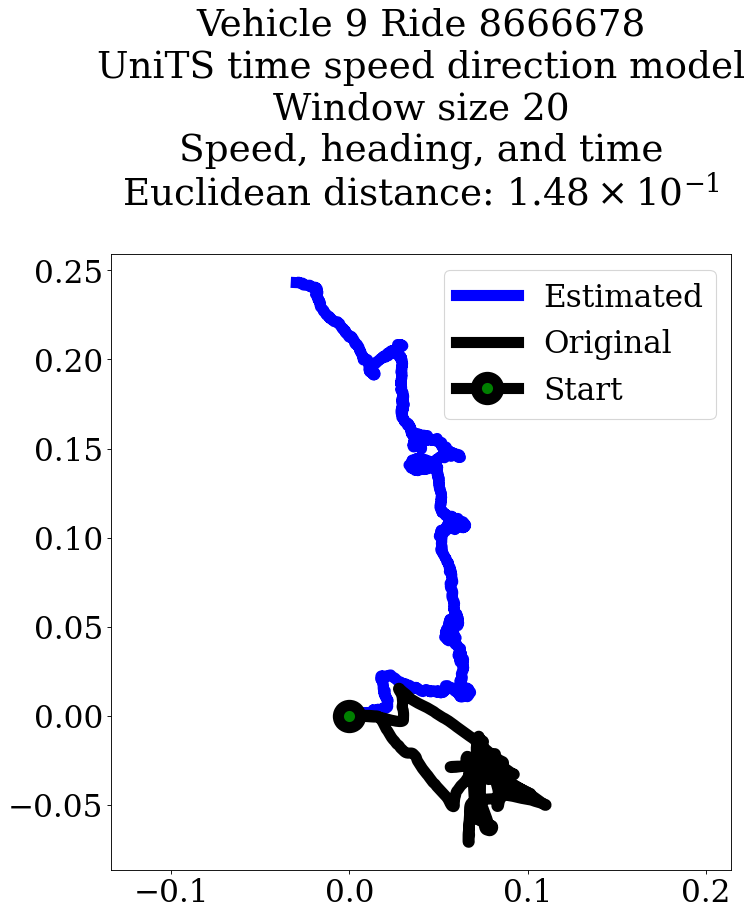 Vehicle 9 Ride 8666678
UniTS time speed direction model
Window size 20
Speed, heading, and time
Euclidean distance: 1.48 × 10⁻¹
0.25
0.20
0.15
0.10
0.05
0.00
−0.05
Estimated
Original
Start
−0.1
0.0
0.1
0.2